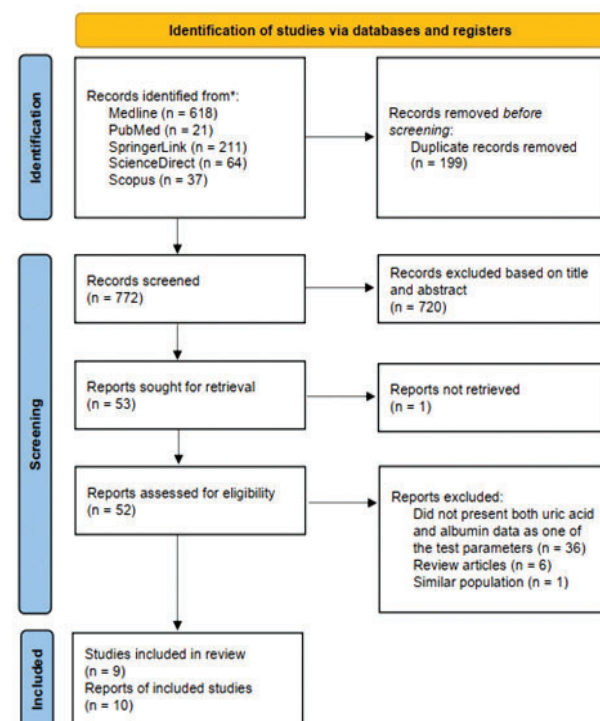 Identification of studies via databases and registers
Identification
Records identified from*:
Medline (n = 618)
PubMed (n = 21)
SpringerLink (n = 211)
ScienceDirect (n = 64)
Scopus (n = 37)
Records removed before
screening:
Duplicate records removed
(n = 199)
Screening
Records screened
(n = 772)
Records excluded based on title
and abstract
(n = 720)
Reports sought for retrieval
(n = 53)
Reports not retrieved
(n = 1)
Reports assessed for eligibility
(n = 52)
Reports excluded:
Did not present both uric acid
and albumin data as one of
the test parameters (n = 36)
Review articles (n = 6)
Similar population (n = 1)
Included
Studies included in review
(n = 9)
Reports of included studies
(n = 10)